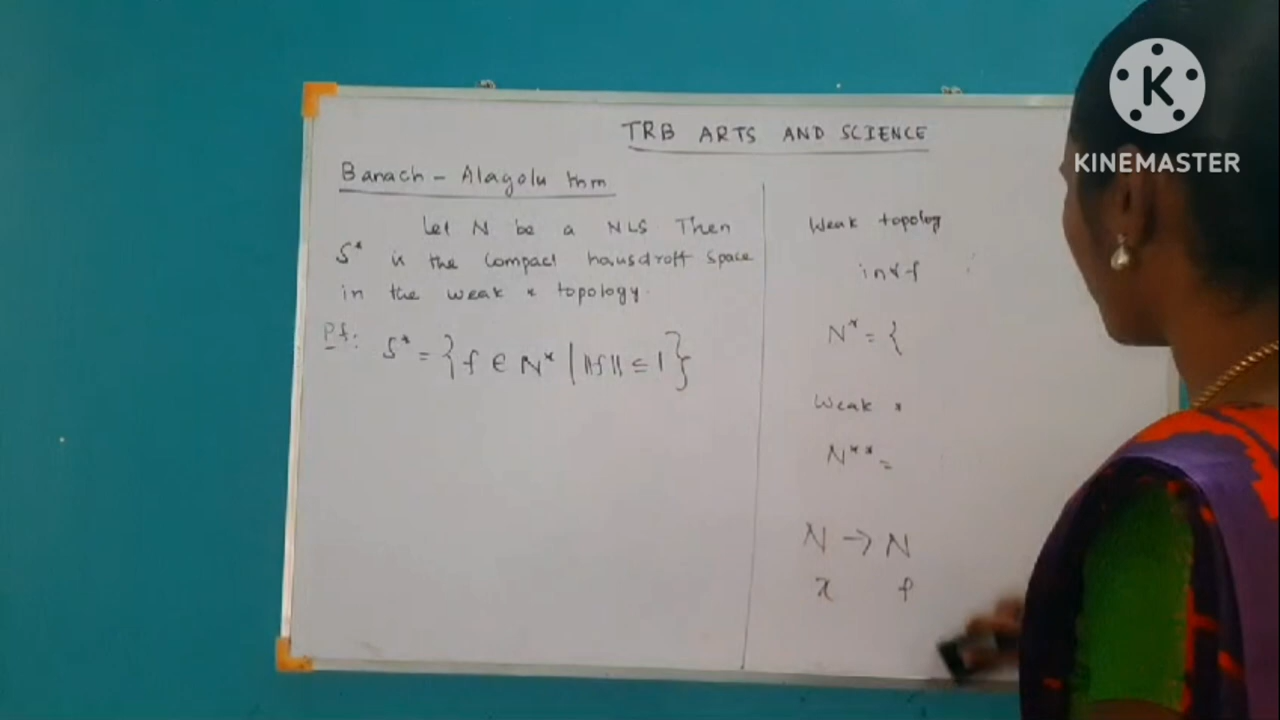 TRB ARTS AND SCIENCE
Banach - Alagolu thm
Let N be a NLS Then
S* is the compact hausdroff space
in the weak * topology.
Pf: S* = {f ∈ N* | ||f|| ≤ 1}
Weak topolog
N* = {
Weak *
N** =
N → N
x f
K
KINEMASTER